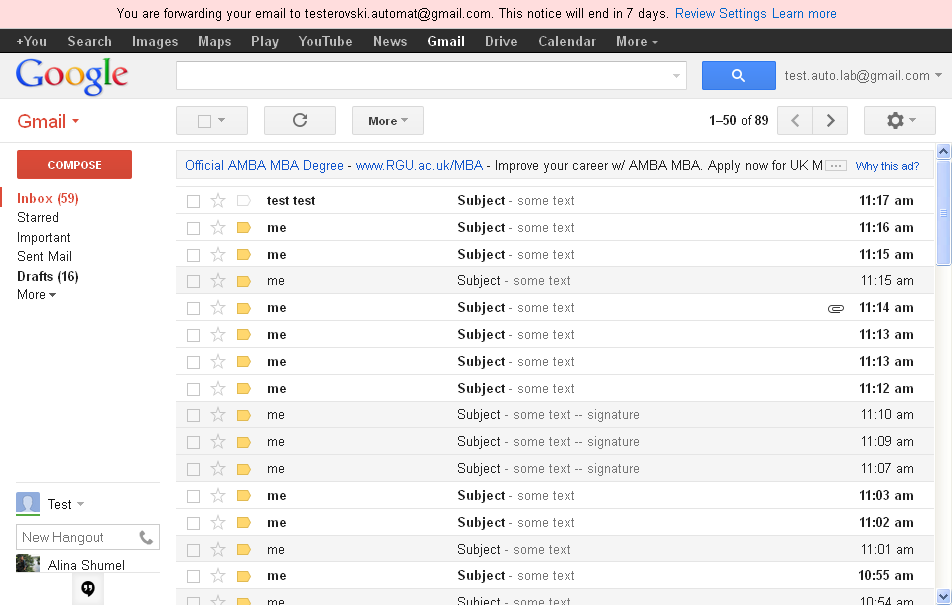 You are forwarding your email to testerovski.automat@gmail.com. This notice will end in 7 days. Review Settings Learn more
+You Search Images Maps Play YouTube News Gmail Drive Calendar More
Google
test.auto.lab@gmail.com
Gmail
More
1–50 of 89
COMPOSE
Official AMBA MBA Degree - www.RGU.ac.uk/MBA - Improve your career w/ AMBA MBA. Apply now for UK M ... Why this ad?
Inbox (59)
Starred
Important
Sent Mail
Drafts (16)
More
test test Subject - some text 11:17 am
me Subject - some text 11:16 am
me Subject - some text 11:15 am
me Subject - some text 11:15 am
me Subject - some text 11:14 am
me Subject - some text 11:13 am
me Subject - some text 11:13 am
me Subject - some text 11:12 am
me Subject - some text -- signature 11:10 am
me Subject - some text -- signature 11:09 am
me Subject - some text -- signature 11:07 am
me Subject - some text 11:03 am
me Subject - some text 11:02 am
me Subject - some text 11:01 am
me Subject - some text 10:55 am
me Subject - some text 10:54 am
Test
New Hangout
Alina Shumel